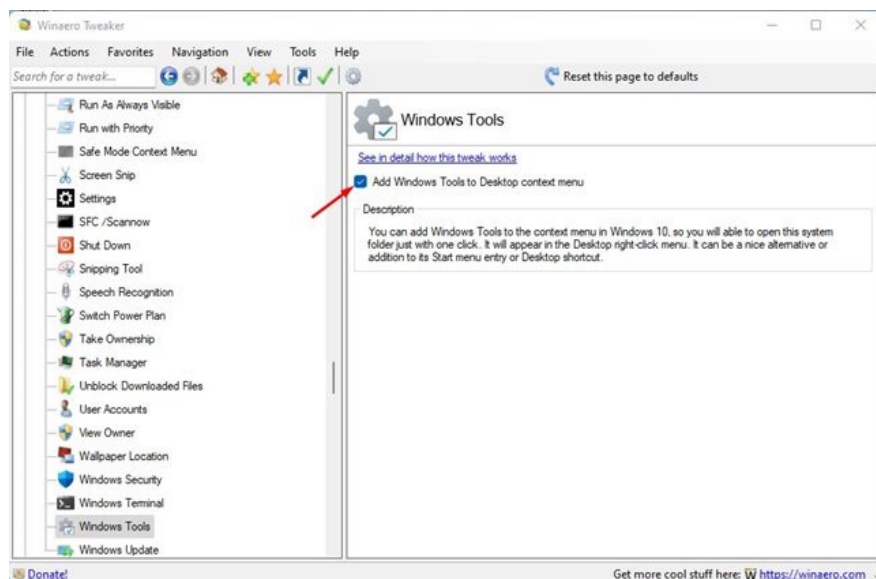 Winaero Tweaker
File Actions Favorites Navigation View Tools Help
Search for a tweak...
Reset this page to defaults
Run As Always Visible
Run with Priority
Safe Mode Context Menu
Screen Snip
Settings
SFC /Scannow
Shut Down
Snipping Tool
Speech Recognition
Switch Power Plan
Take Ownership
Task Manager
Unblock Downloaded Files
User Accounts
View Owner
Wallpaper Location
Windows Security
Windows Terminal
Windows Tools
Windows Update
Windows Tools
See in detail how this tweak works
Add Windows Tools to Desktop context menu
Description
You can add Windows Tools to the context menu in Windows 10, so you will able to open this system
folder just with one click. It will appear in the Desktop right-click menu. It can be a nice alternative or
addition to its Start menu entry or Desktop shortcut.
Donate!
Get more cool stuff here: W https://winaero.com